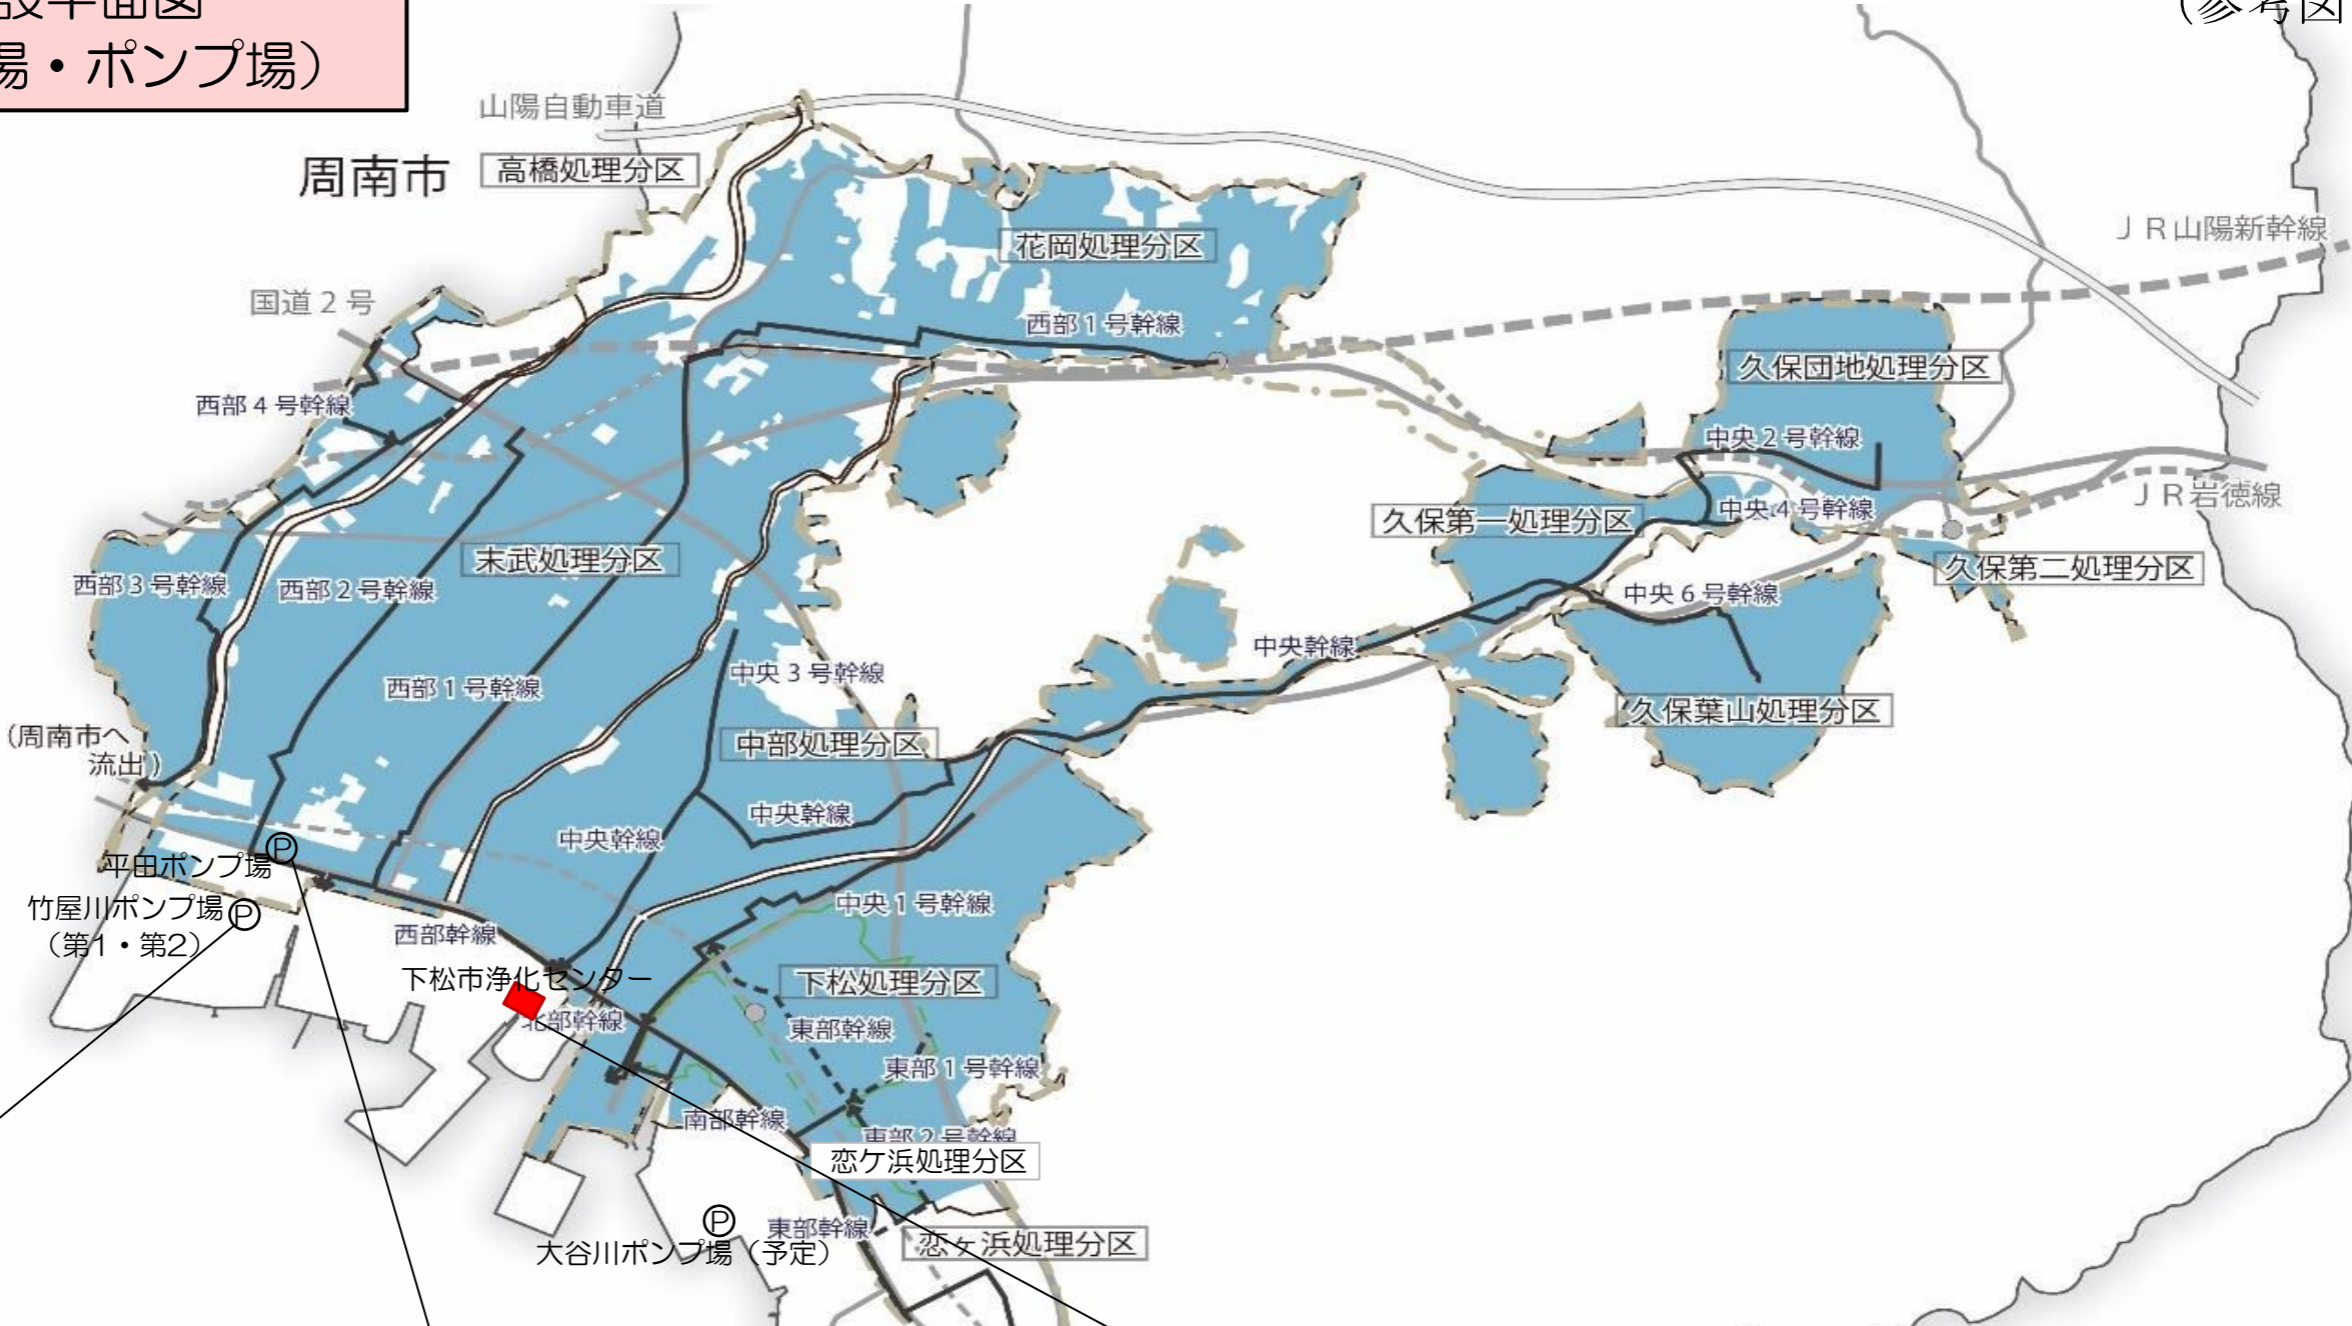 設平面図
場・ポンプ場）
（参考図
山陽自動車道
周南市
高橋処理分区
花岡処理分区
ＪＲ山陽新幹線
国道２号
西部１号幹線
久保団地処理分区
西部４号幹線
中央２号幹線
ＪＲ岩徳線
中央４号幹線
久保第一処理分区
末武処理分区
久保第二処理分区
西部３号幹線
西部２号幹線
中央６号幹線
中央幹線
中央３号幹線
西部１号幹線
久保葉山処理分区
（周南市へ
流出）
中部処理分区
中央幹線
中央幹線
平田ポンプ場
P
竹屋川ポンプ場
P
（第1・第2）
中央１号幹線
西部幹線
下松市浄化センター
下松処理分区
北部幹線
東部幹線
東部１号幹線
南部幹線
東部２号幹線
恋ケ浜処理分区
P
大谷川ポンプ場（予定）
東部幹線
恋ヶ浜処理分区